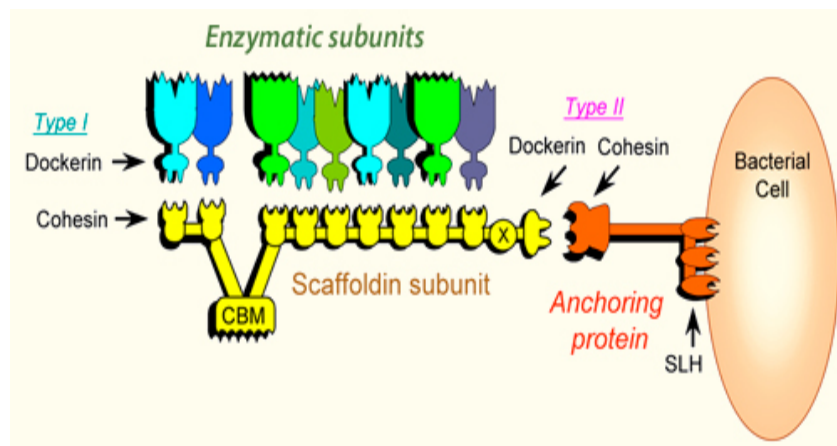 Enzymatic subunits
Type I
Type II
Dockerin
Dockerin Cohesin
Cohesin
Bacterial
Cell
X
Scaffoldin subunit
CBM
Anchoring
protein
SLH